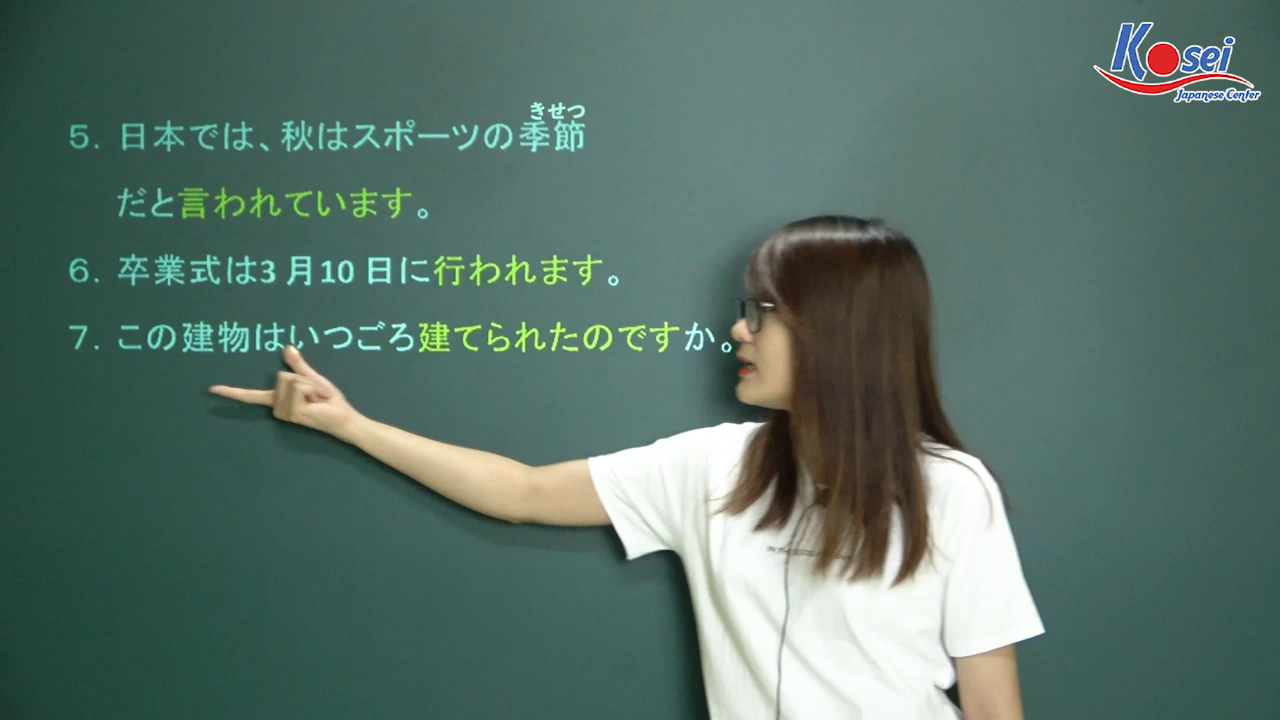 Kosei
Japanese Center
きせつ
5. 日本では、秋はスポーツの季節
だと言われています。
6. 卒業式は3月10日に行われます。
7. この建物はいつごろ建てられたのですか。